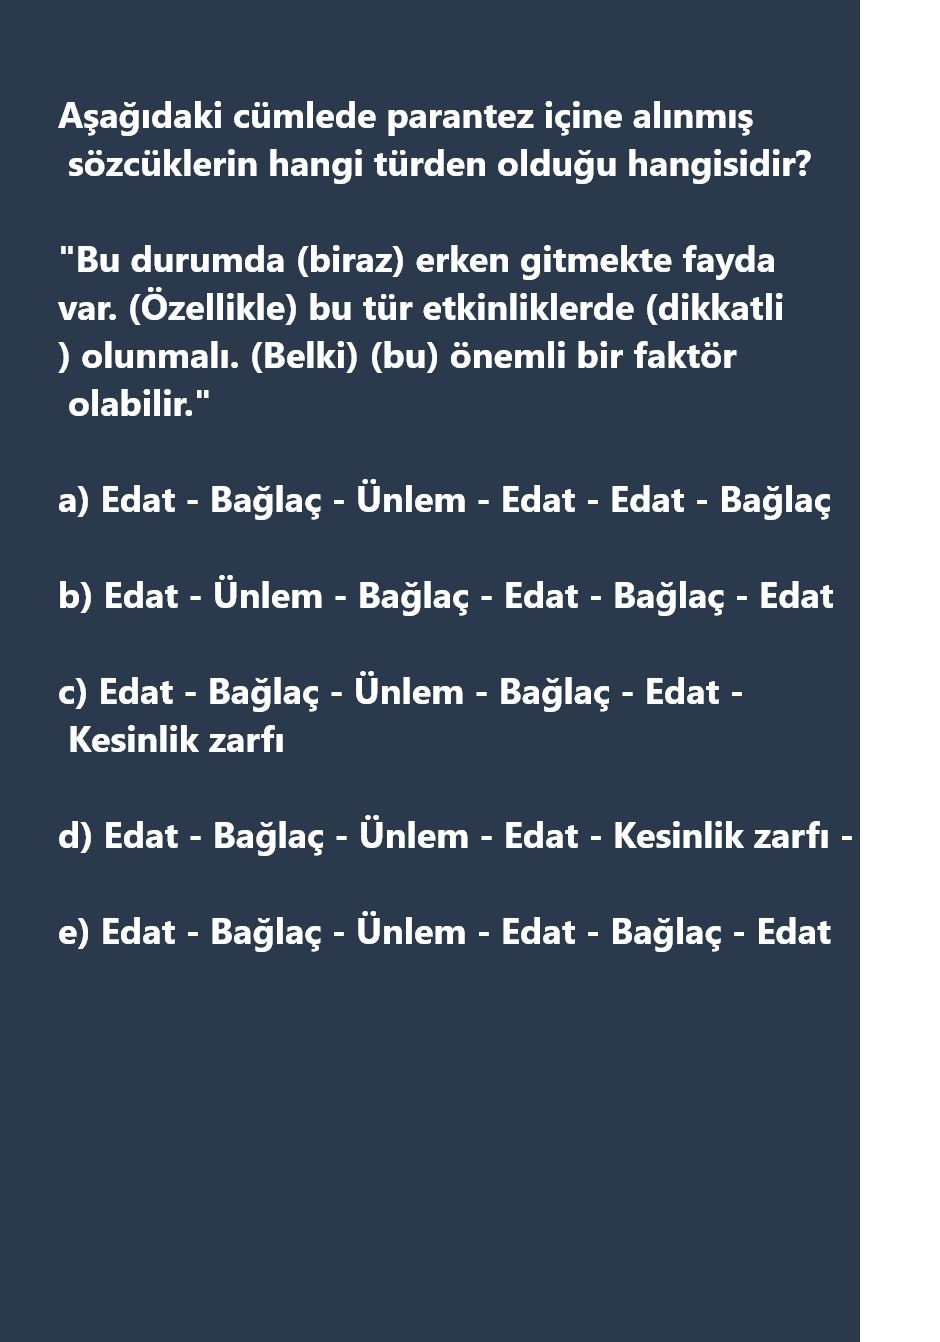 Aşağıdaki cümlede parantez içine alınmış
sözcüklerin hangi türden olduğu hangisidir?
"Bu durumda (biraz) erken gitmekte fayda
var. (Özellikle) bu tür etkinliklerde (dikkatli
) olunmalı. (Belki) (bu) önemli bir faktör
olabilir."
a) Edat - Bağlaç - Ünlem - Edat - Edat - Bağlaç
b) Edat - Ünlem - Bağlaç - Edat - Bağlaç - Edat
c) Edat - Bağlaç - Ünlem - Bağlaç - Edat -
Kesinlik zarfı
d) Edat - Bağlaç - Ünlem - Edat - Kesinlik zarfı -
e) Edat - Bağlaç - Ünlem - Edat - Bağlaç - Edat